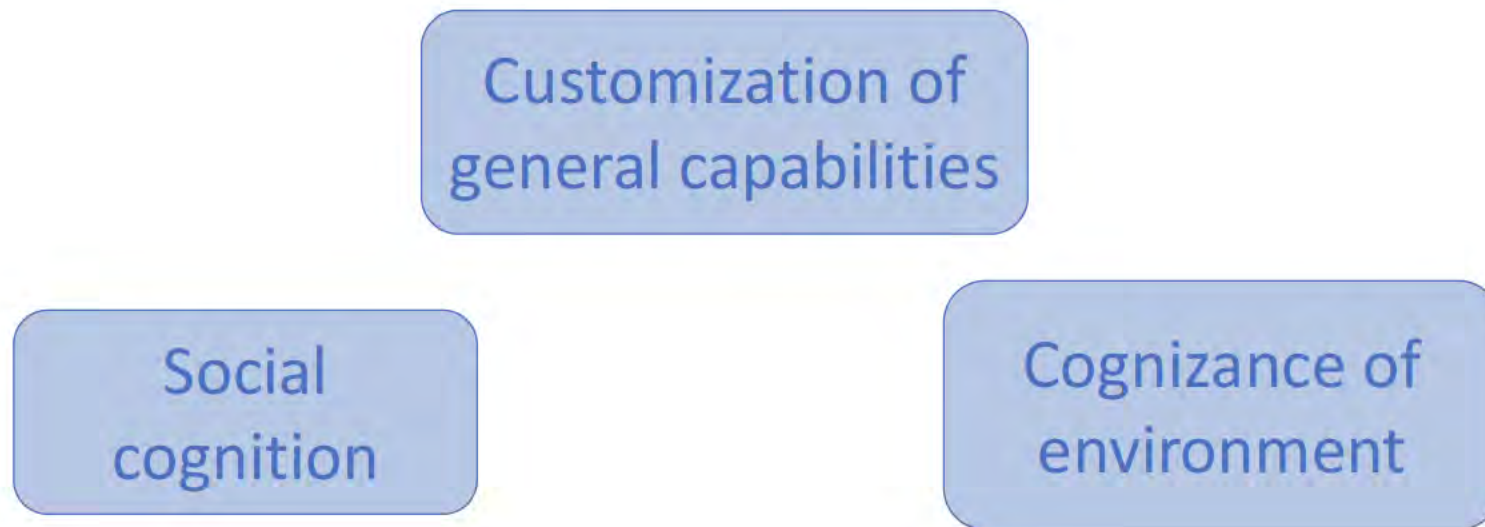 Customization of
general capabilities
Social
cognition
Cognizance of
environment